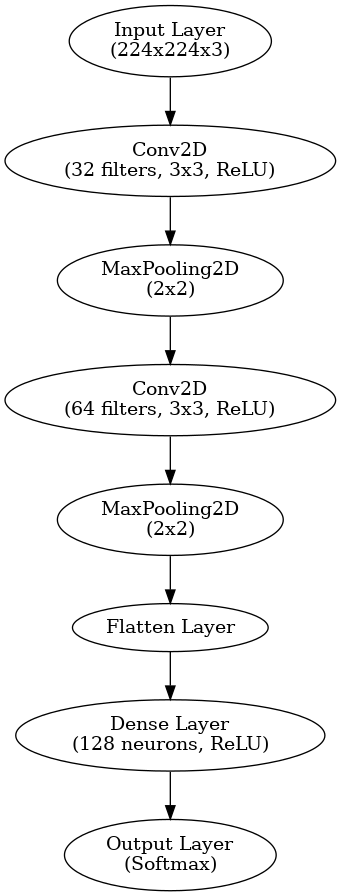 Input Layer
(224x224x3)
Conv2D
(32 filters, 3x3, ReLU)
MaxPooling2D
(2x2)
Conv2D
(64 filters, 3x3, ReLU)
MaxPooling2D
(2x2)
Flatten Layer
Dense Layer
(128 neurons, ReLU)
Output Layer
(Softmax)